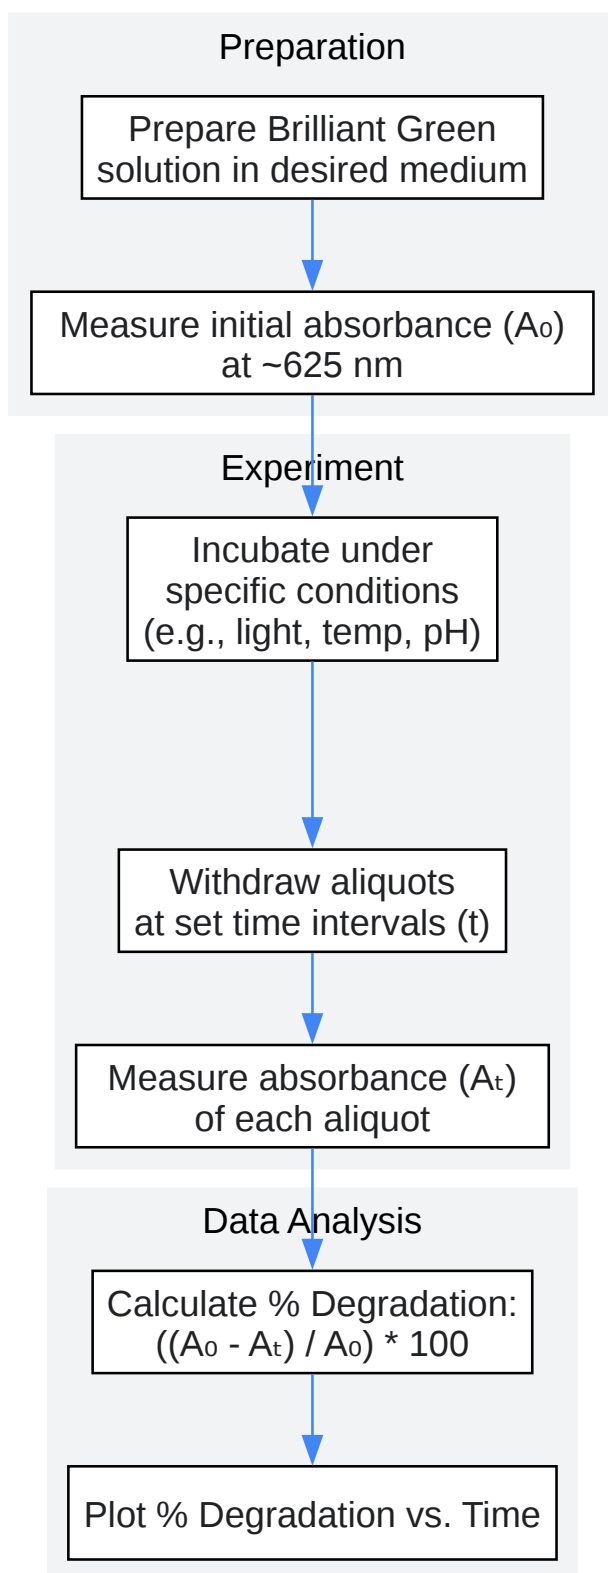 Preparation
Prepare Brilliant Green
solution in desired medium
Measure initial absorbance (A₀)
at ~625 nm
Experiment
Incubate under
specific conditions
(e.g., light, temp, pH)
Withdraw aliquots
at set time intervals (t)
Measure absorbance (Aₜ)
of each aliquot
Data Analysis
Calculate % Degradation:
((A₀ - Aₜ) / A₀) * 100
Plot % Degradation vs. Time